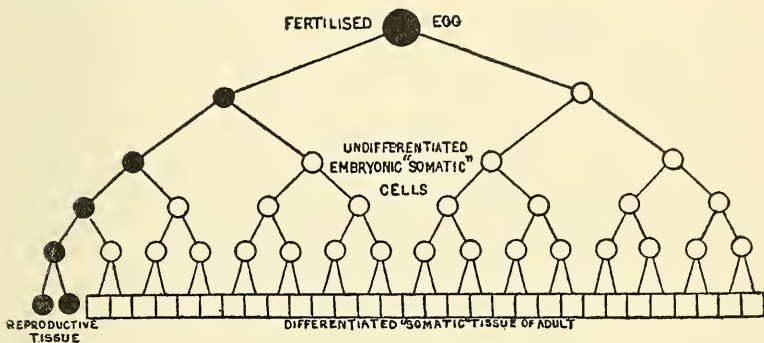 FERTILISED EGG
UNDIFFERENTIATED
EMBRYONIC "SOMATIC"
CELLS
REPRODUCTIVE
TISSUE
DIFFERENTIATED "SOMATIC" TISSUE OF ADULT